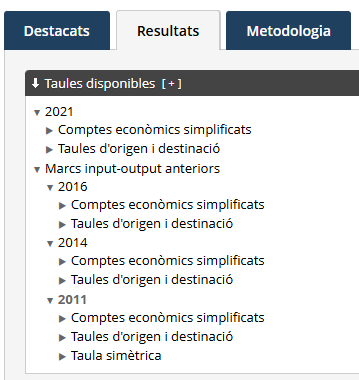 Destacats
Resultats
Metodologia
Taules disponibles [+]
2021
Comptes econòmics simplificats
Taules d'origen i destinació
Marcs input-output anteriors
2016
Comptes econòmics simplificats
Taules d'origen i destinació
2014
Comptes econòmics simplificats
Taules d'origen i destinació
2011
Comptes econòmics simplificats
Taules d'origen i destinació
Taula simètrica